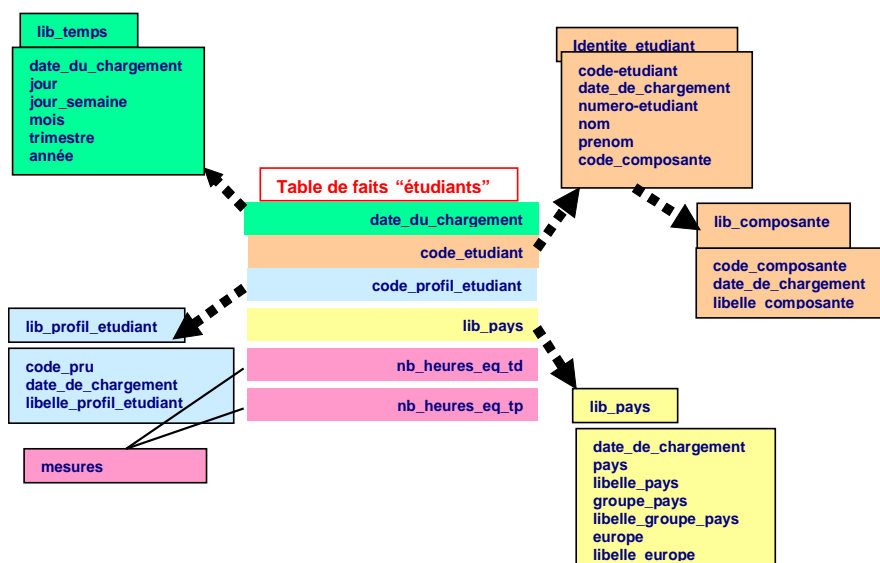 lib_temps
date_du_chargement
jour
jour_semaine
mois
trimestre
année
Identite_etudiant
code-etudiant
date_de_chargement
numero-etudiant
nom
prenom
code_composante
Table de faits “étudiants”
date_du_chargement
code_etudiant
code_profil_etudiant
lib_pays
nb_heures_eq_td
nb_heures_eq_tp
lib_composante
code_composante
date_de_chargement
libelle_composante
lib_profil_etudiant
code_pru
date_de_chargement
libelle_profil_etudiant
mesures
lib_pays
date_de_chargement
pays
libelle_pays
groupe_pays
libelle_groupe_pays
europe
libelle_europe